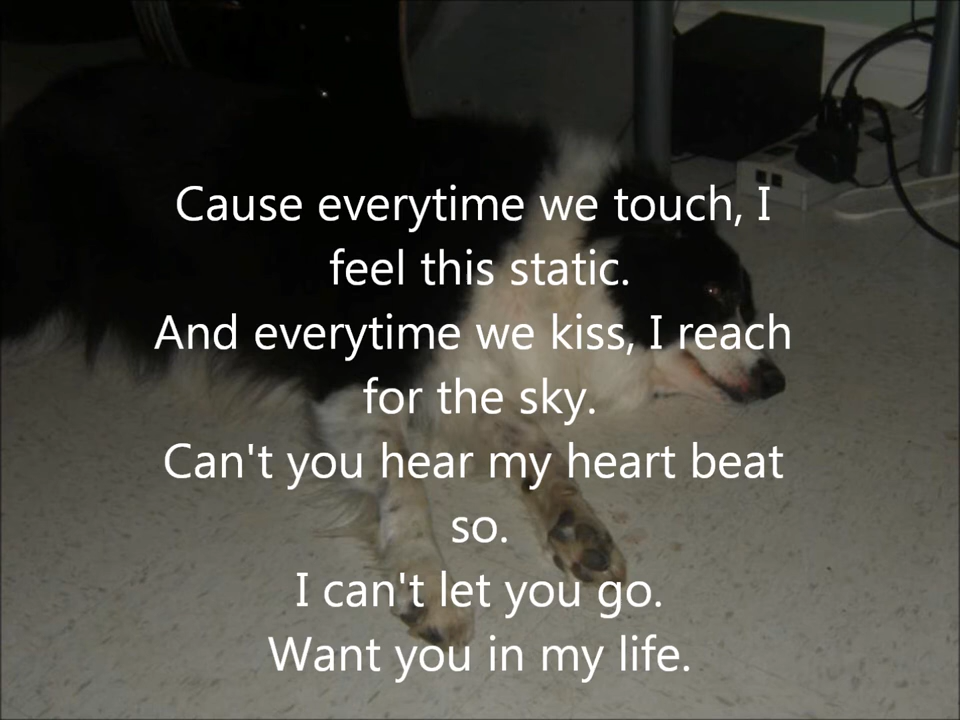 Cause everytime we touch, I
feel this static.
And everytime we kiss, I reach
for the sky.
Can't you hear my heart beat
so.
I can't let you go.
Want you in my life.